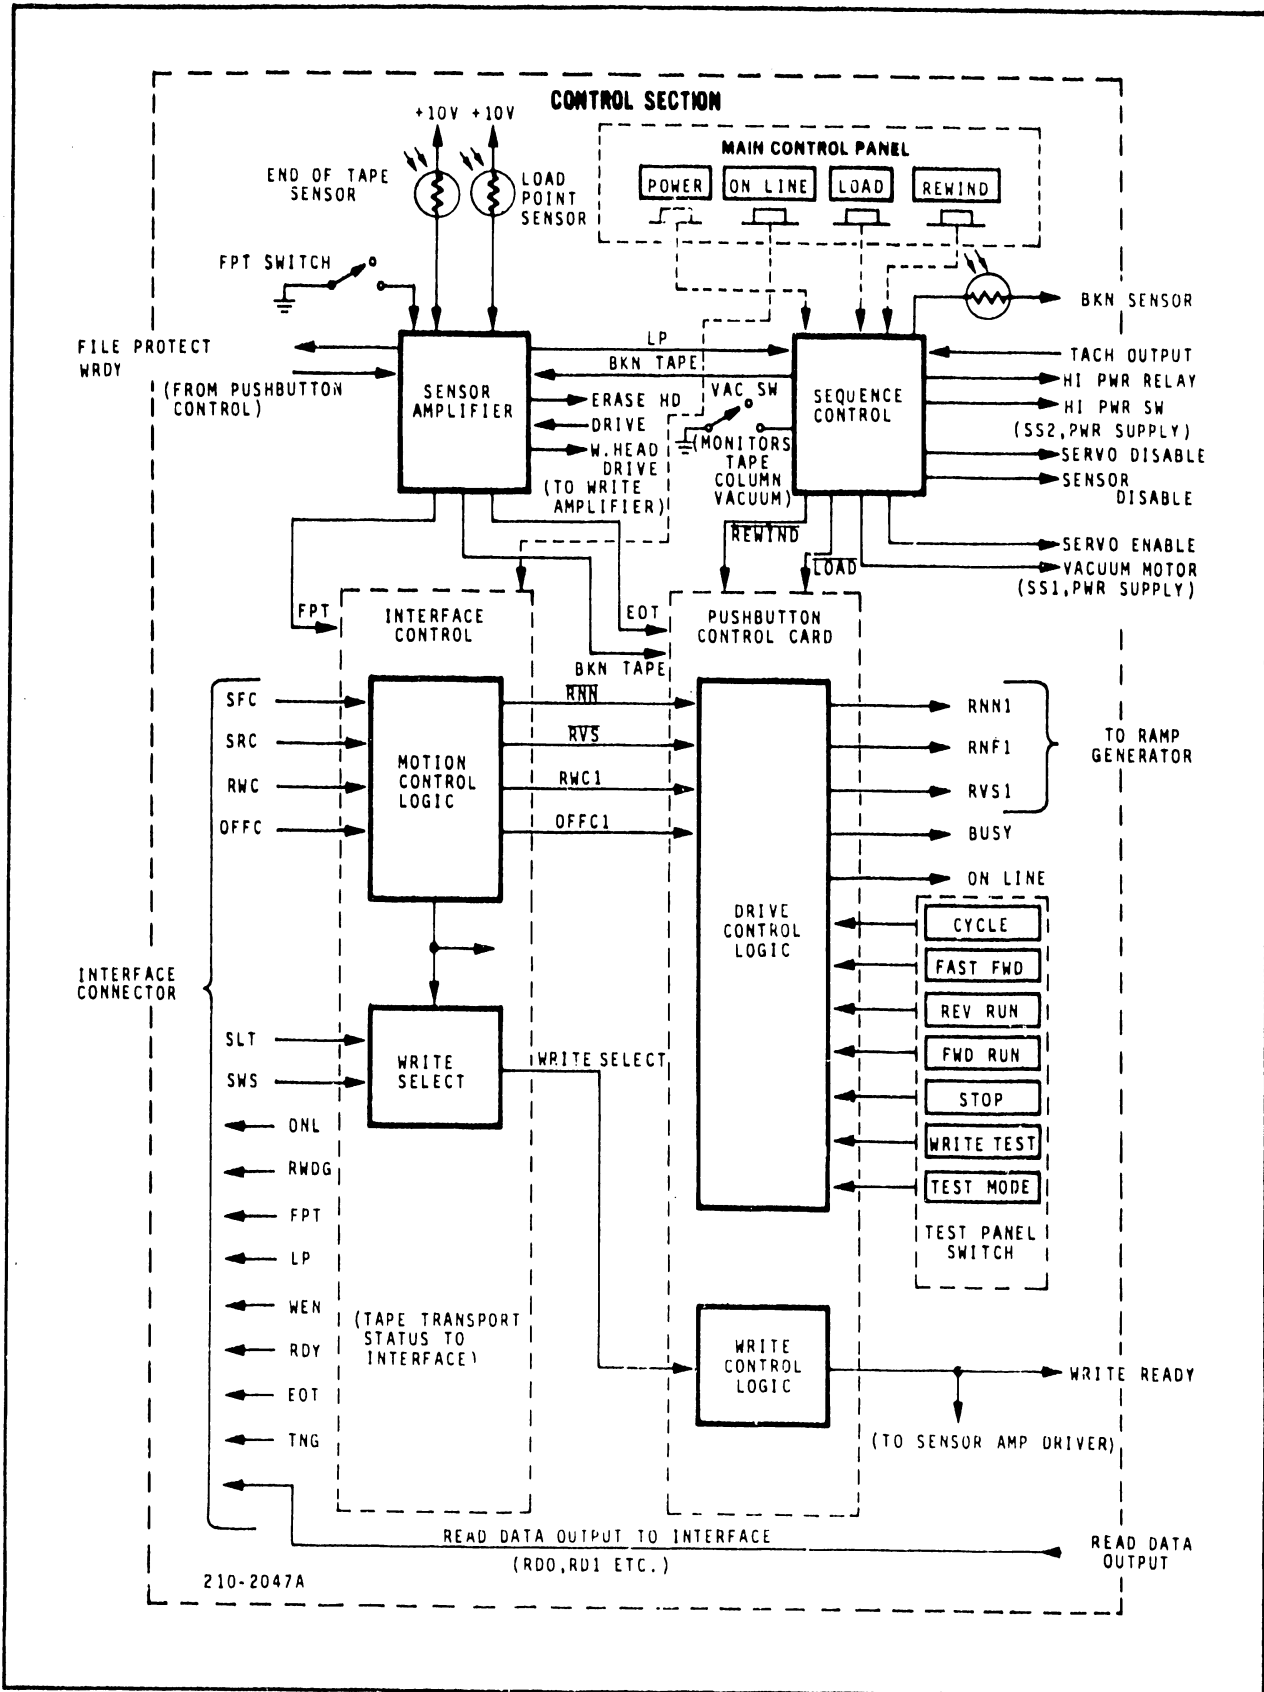 CONTROL SECTION
+10V +10V
MAIN CONTROL PANEL
POWER
ON LINE
LOAD
REWIND
END OF TAPE
SENSOR
LOAD
POINT
SENSOR
FPT SWITCH
BKN SENSOR
FILE PROTECT
WRDY
(FROM PUSHBUTTON
CONTROL)
SENSOR
AMPLIFIER
LP
BKN TAPE
ERASE HD
DRIVE
W.HEAD
DRIVE
(TO WRITE
AMPLIFIER)
VAC SW
(MONITORS
TAPE
COLUMN
VACUUM)
SEQUENCE
CONTROL
TACH OUTPUT
HI PWR RELAY
HI PWR SW
(SS2,PWR SUPPLY)
SERVO DISABLE
SENSOR
DISABLE
SERVO ENABLE
VACUUM MOTOR
(SS1,PWR SUPPLY)
R̅E̅W̅I̅N̅D̅
L̅O̅A̅D̅
FPT
INTERFACE
CONTROL
EOT
BKN TAPE
PUSHBUTTON
CONTROL CARD
SFC
SRC
RWC
OFFC
MOTION
CONTROL
LOGIC
R̅N̅N̅
R̅V̅S̅
RWC1
OFFC1
DRIVE
CONTROL
LOGIC
RNN1
RNF1
RVS1
TO RAMP
GENERATOR
BUSY
ON LINE
CYCLE
FAST FWD
REV RUN
FWD RUN
STOP
WRITE TEST
TEST MODE
TEST PANEL
SWITCH
INTERFACE
CONNECTOR
SLT
SWS
WRITE
SELECT
WRITE SELECT
ONL
RWDG
FPT
LP
WEN
RDY
EOT
TNG
(TAPE TRANSPORT
STATUS TO
INTERFACE)
WRITE
CONTROL
LOGIC
WRITE READY
(TO SENSOR AMP DRIVER)
READ DATA OUTPUT TO INTERFACE
(RD0,RD1 ETC.)
READ DATA
OUTPUT
210-2047A